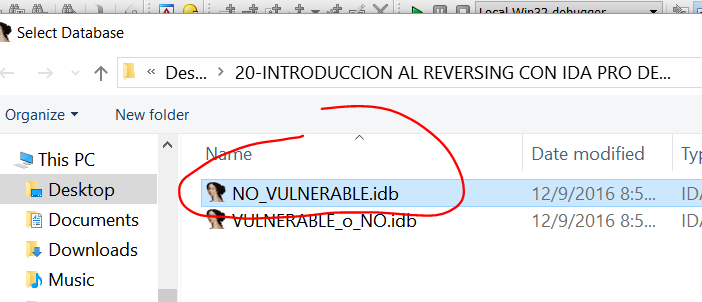 Local Win32 debugger
Select Database
« Des... > 20-INTRODUCCION AL REVERSING CON IDA PRO DE...
Organize New folder
This PC
Desktop
Documents
Downloads
Music
Name Date modified Ty
NO_VULNERABLE.idb 12/9/2016 8:5... IDA
VULNERABLE_o_NO.idb 12/9/2016 8:5... IDA